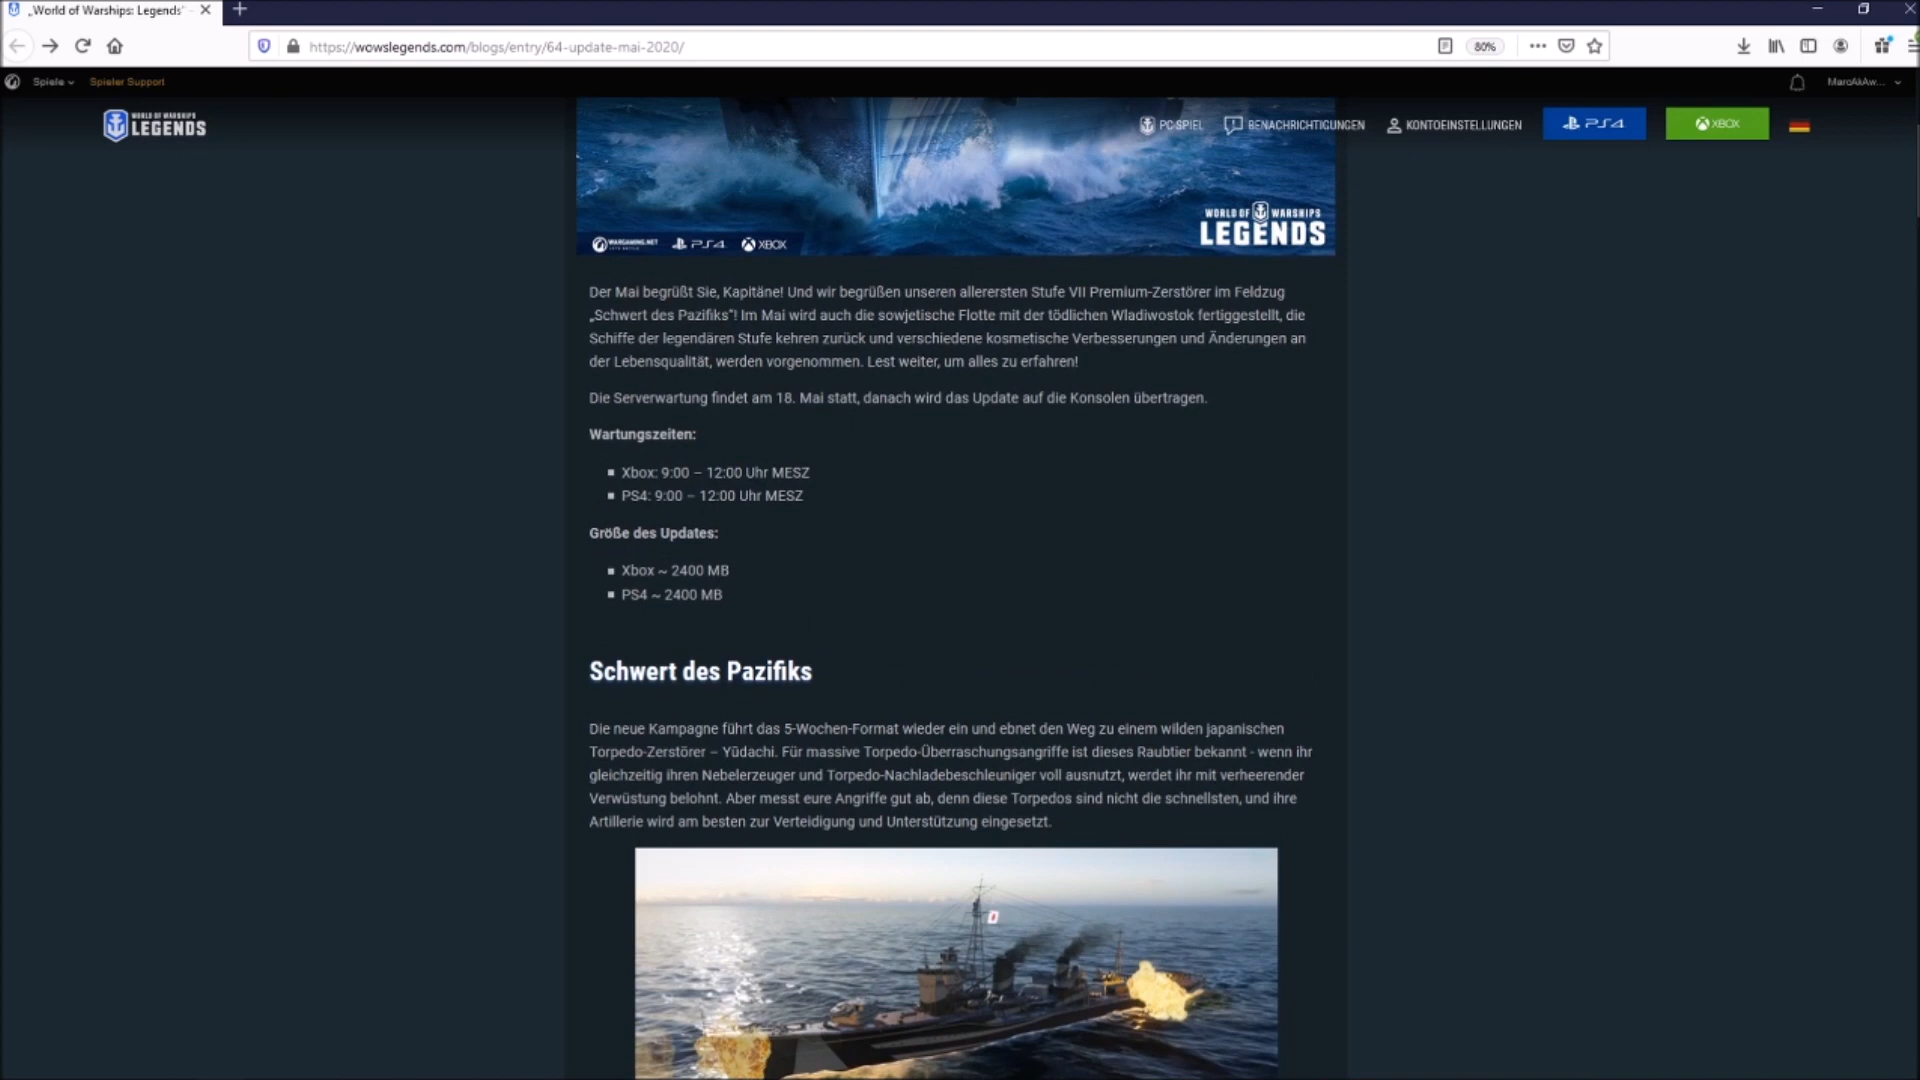 „World of Warships: Legends"
https://wowslegends.com/blogs/entry/64-update-mai-2020/
80%
Spiele
Spieler Support
MaroAkAw...
WORLD OF WARSHIPS
LEGENDS
PC-SPIEL
BENACHRICHTIGUNGEN
KONTOEINSTELLUNGEN
PS4
XBOX
WARGAMING.NET
LET'S BATTLE
PS4
XBOX
WORLD OF WARSHIPS
LEGENDS
Der Mai begrüßt Sie, Kapitäne! Und wir begrüßen unseren allerersten Stufe VII Premium-Zerstörer im Feldzug
„Schwert des Pazifiks"! Im Mai wird auch die sowjetische Flotte mit der tödlichen Wladiwostok fertiggestellt, die
Schiffe der legendären Stufe kehren zurück und verschiedene kosmetische Verbesserungen und Änderungen an
der Lebensqualität, werden vorgenommen. Lest weiter, um alles zu erfahren!
Die Serverwartung findet am 18. Mai statt, danach wird das Update auf die Konsolen übertragen.
Wartungszeiten:
Xbox: 9:00 – 12:00 Uhr MESZ
PS4: 9:00 – 12:00 Uhr MESZ
Größe des Updates:
Xbox ~ 2400 MB
PS4 ~ 2400 MB
Schwert des Pazifiks
Die neue Kampagne führt das 5-Wochen-Format wieder ein und ebnet den Weg zu einem wilden japanischen
Torpedo-Zerstörer – Yūdachi. Für massive Torpedo-Überraschungsangriffe ist dieses Raubtier bekannt - wenn ihr
gleichzeitig ihren Nebelerzeuger und Torpedo-Nachladebeschleuniger voll ausnutzt, werdet ihr mit verheerender
Verwüstung belohnt. Aber messt eure Angriffe gut ab, denn diese Torpedos sind nicht die schnellsten, und ihre
Artillerie wird am besten zur Verteidigung und Unterstützung eingesetzt.